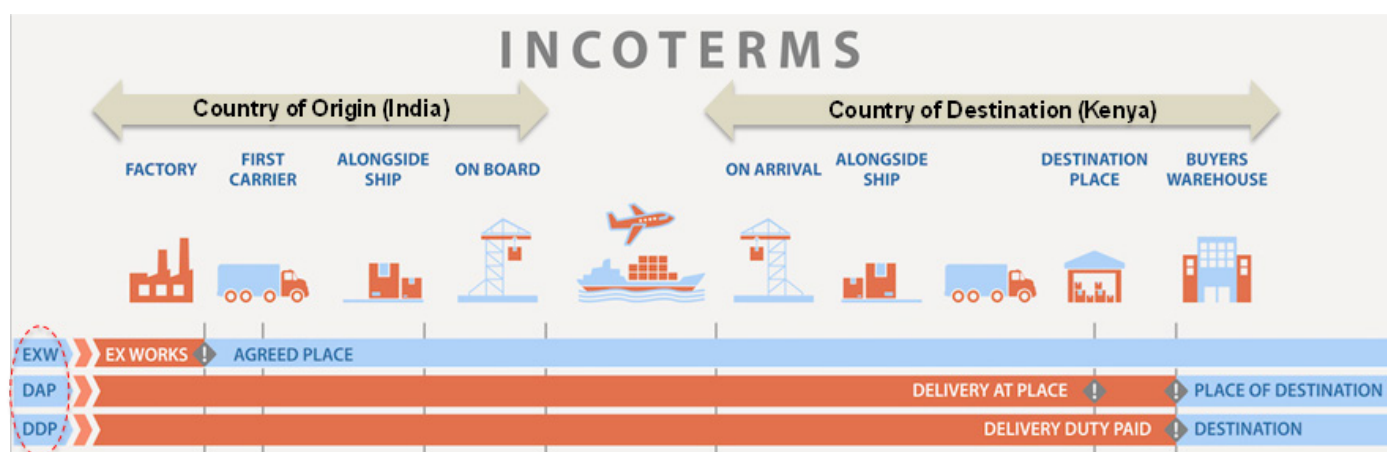 INCOTERMS
Country of Origin (India)
Country of Destination (Kenya)
FACTORY
FIRST
CARRIER
ALONGSIDE
SHIP
ON BOARD
ON ARRIVAL
ALONGSIDE
SHIP
DESTINATION
PLACE
BUYERS
WAREHOUSE
EXW EX WORKS ! AGREED PLACE
DAP DELIVERY AT PLACE ! ! PLACE OF DESTINATION
DDP DELIVERY DUTY PAID ! DESTINATION